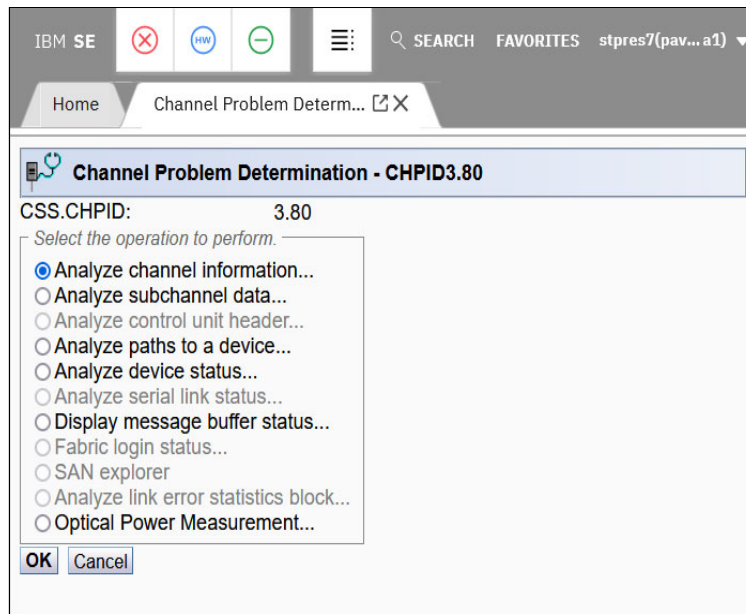 IBM SE HW SEARCH FAVORITES stpres7(pav... a1)
Home Channel Problem Determ...
Channel Problem Determination - CHPID3.80
CSS.CHPID: 3.80
Select the operation to perform.
Analyze channel information...
Analyze subchannel data...
Analyze control unit header...
Analyze paths to a device...
Analyze device status...
Analyze serial link status...
Display message buffer status...
Fabric login status...
SAN explorer
Analyze link error statistics block...
Optical Power Measurement...
OK Cancel